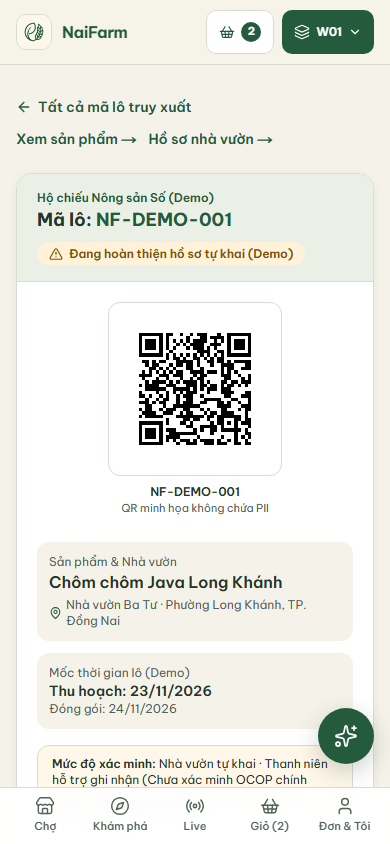 NaiFarm
2
W01
Tất cả mã lô truy xuất
Xem sản phẩm → Hồ sơ nhà vườn →
Hộ chiếu Nông sản Số (Demo)
Mã lô: NF-DEMO-001
Đang hoàn thiện hồ sơ tự khai (Demo)
NF-DEMO-001
QR minh họa không chứa PII
Sản phẩm & Nhà vườn
Chôm chôm Java Long Khánh
Nhà vườn Ba Tư · Phường Long Khánh, TP.
Đồng Nai
Mốc thời gian lô (Demo)
Thu hoạch: 23/11/2026
Đóng gói: 24/11/2026
Mức độ xác minh: Nhà vườn tự khai · Thanh niên
hỗ trợ ghi nhận (Chưa xác minh OCOP chính
Chợ
Khám phá
Live
Giỏ (2)
Đơn & Tôi